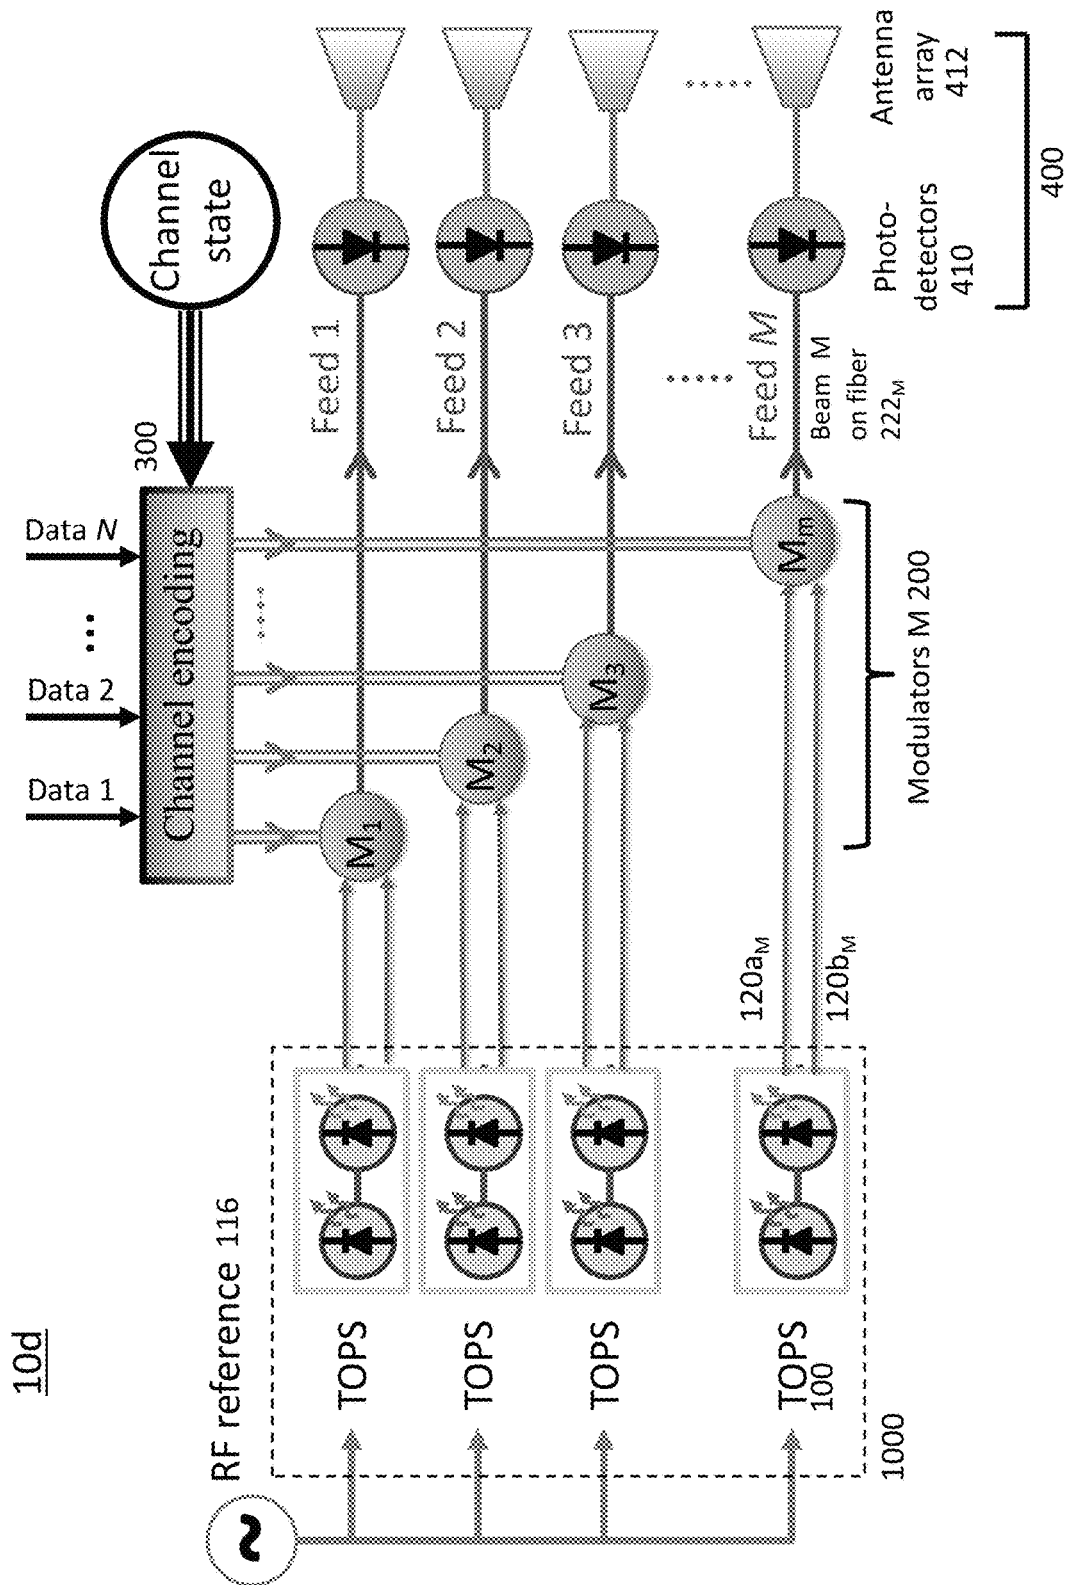 10d
RF reference 116
~
TOPS
TOPS
TOPS
TOPS
100
1000
120a_M
120b_M
Data 1
Data 2
...
Data N
Channel encoding
300
Channel
state
M_1
M_2
M_3
M_m
Modulators M 200
Feed 1
Feed 2
Feed 3
Feed M
Beam M
on fiber
222_M
Photo-
detectors
410
Antenna
array
412
400